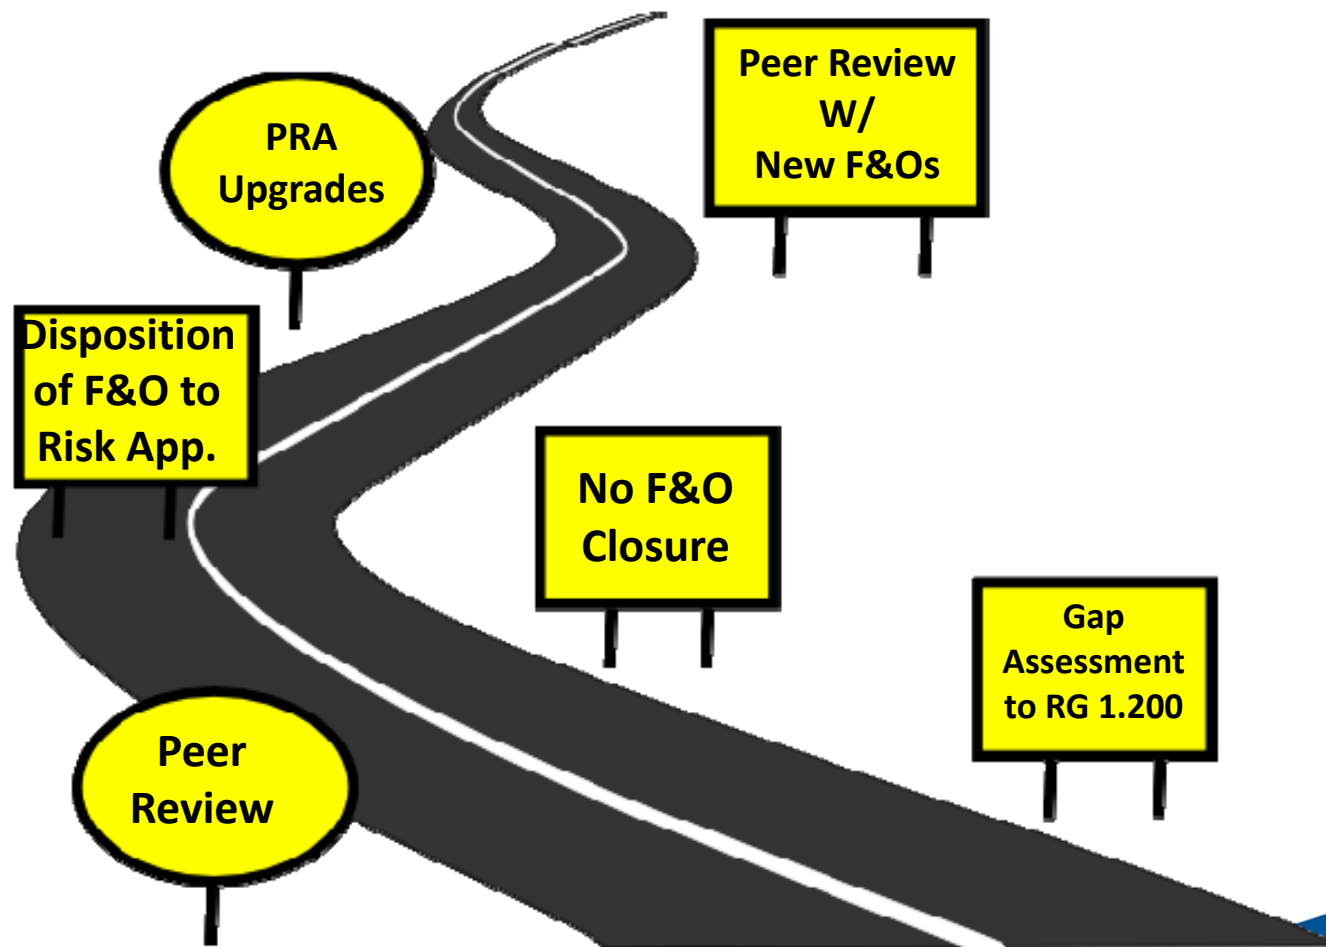 Peer Review
W/
New F&Os
PRA
Upgrades
Disposition
of F&O to
Risk App.
No F&O
Closure
Gap
Assessment
to RG 1.200
Peer
Review